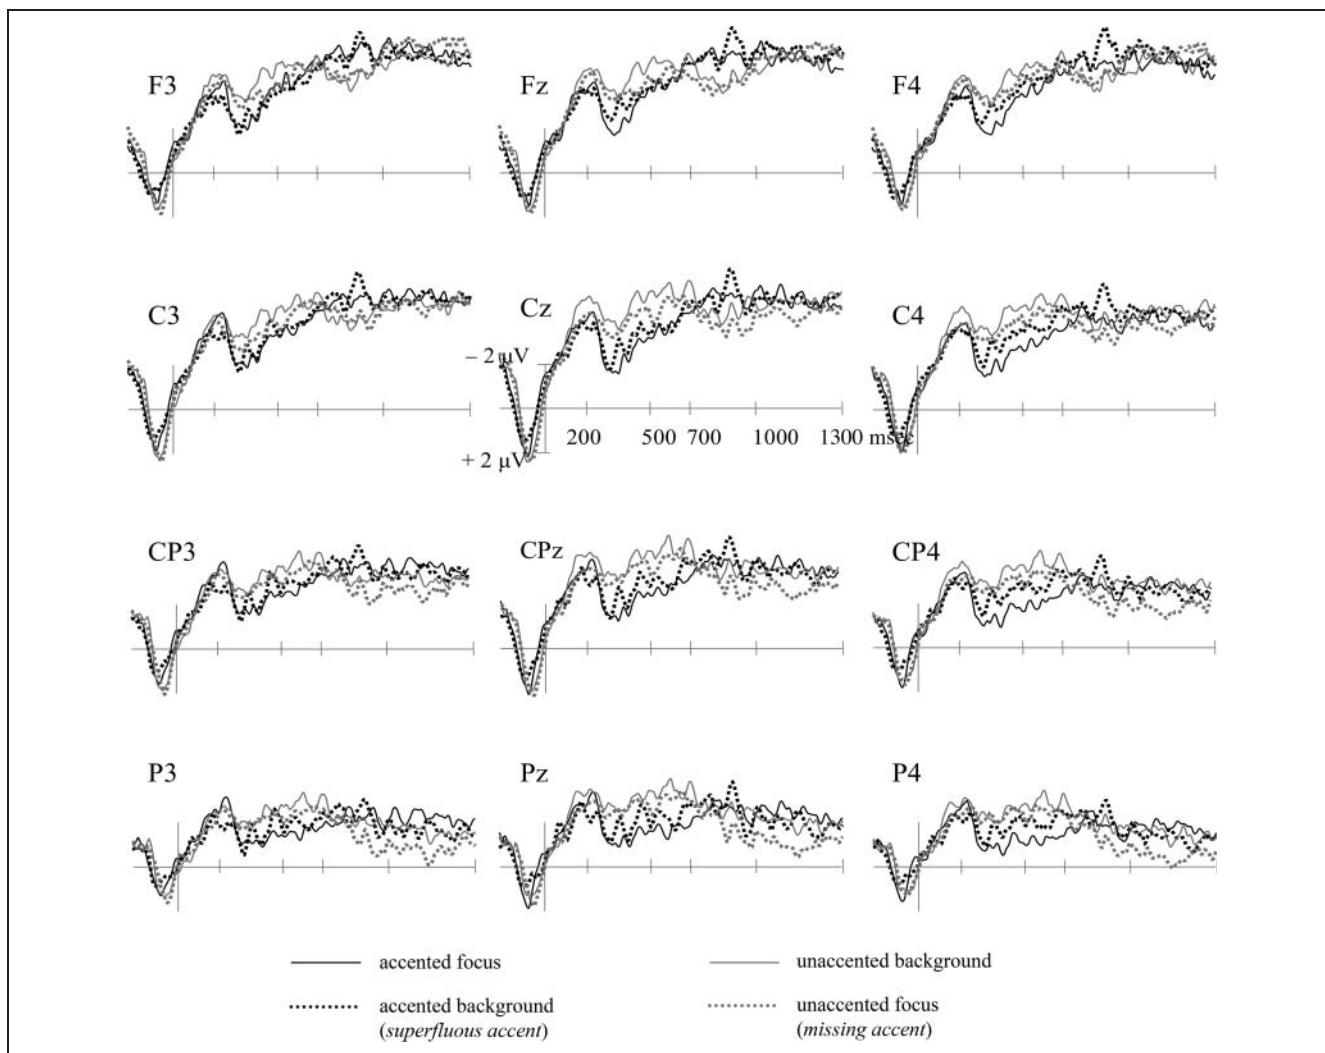 F3 Fz F4
C3 Cz C4
– 2 µV
200 500 700 1000 1300 msec
+ 2 µV
CP3 CPz CP4
P3 Pz P4
accented focus unaccented background
accented background unaccented focus
(superfluous accent) (missing accent)